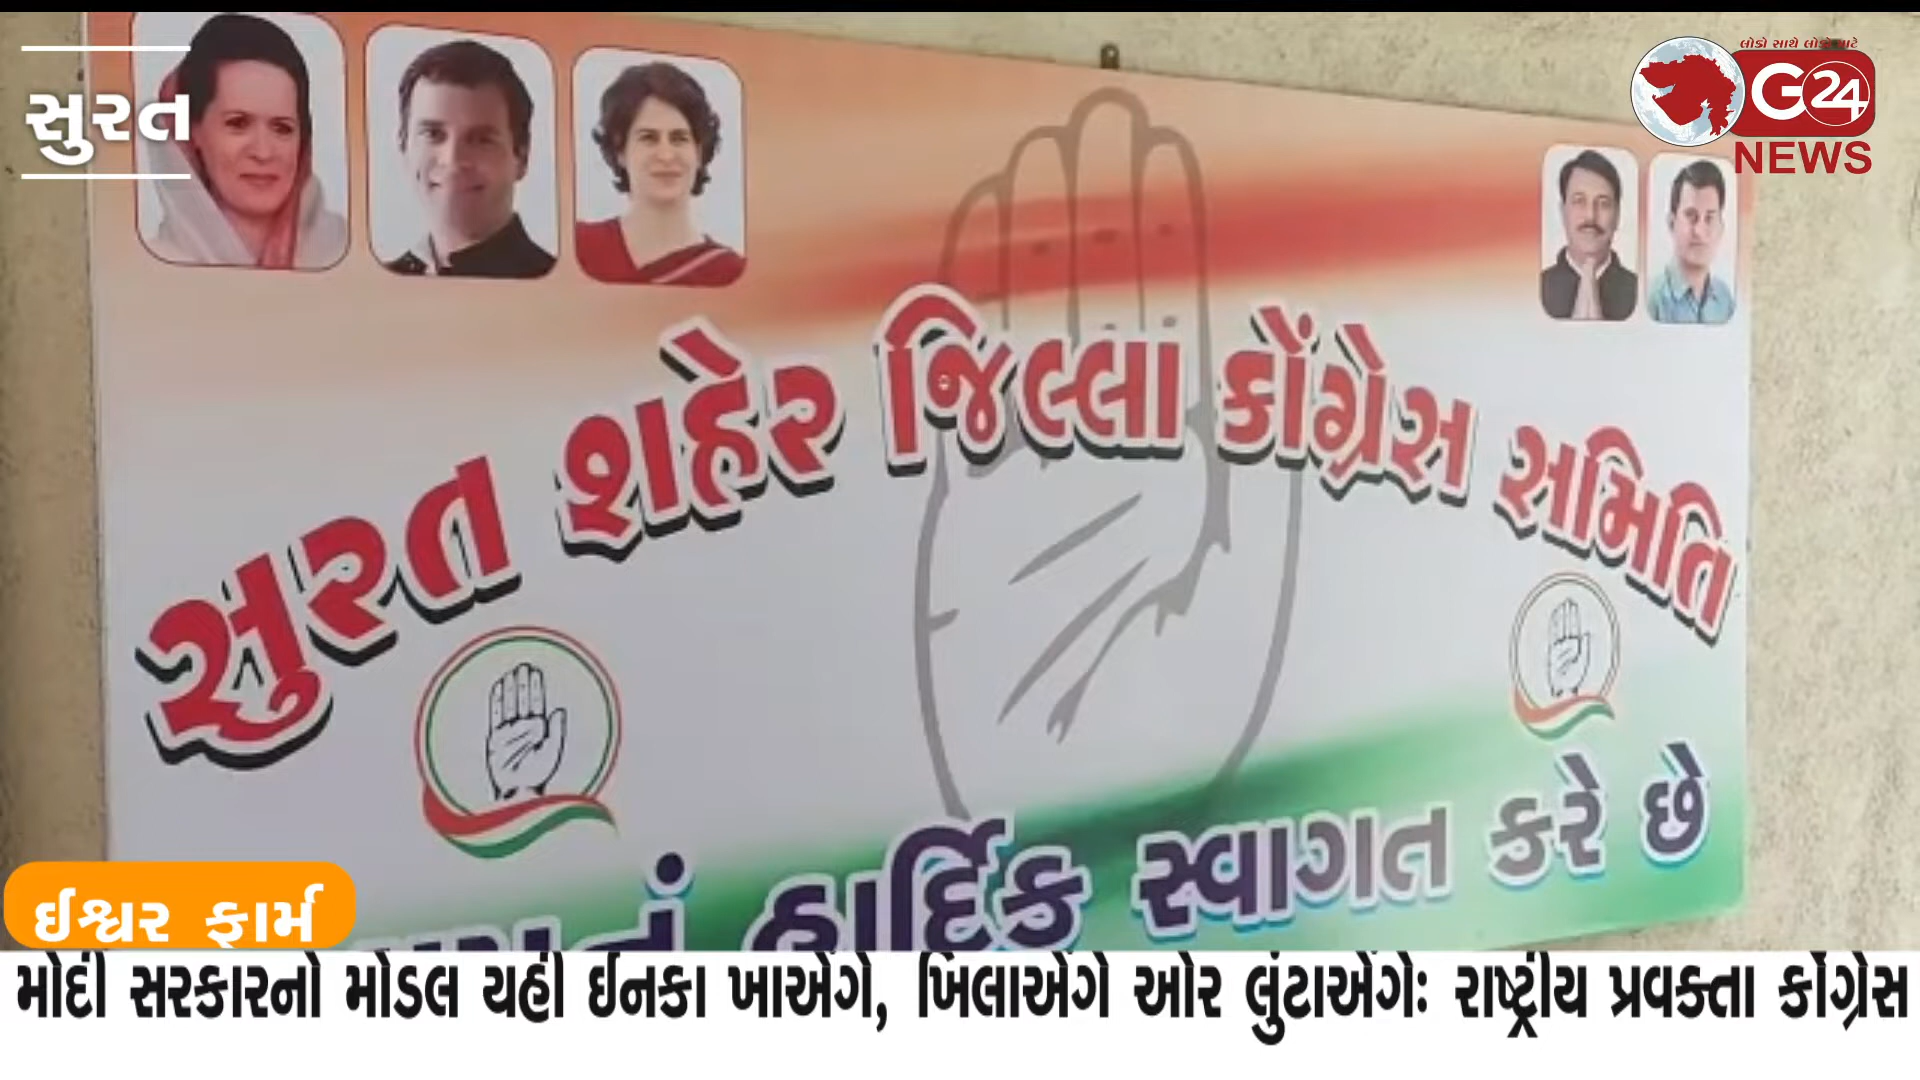 સુરત
લોકો સાથે લોકો માટે
G24
NEWS
સુરત શહેર જિલ્લા કોંગ્રેસ સમિતિ
હાર્દિક સ્વાગત કરે છે
ઈશ્વર ફાર્મ
મોદી સરકારનો મોડલ યહી ઈનકા ખાએંગે, ખિલાએંગે ઓર લુંટાએંગેઃ રાષ્ટ્રીય પ્રવક્તા કોંગ્રેસ